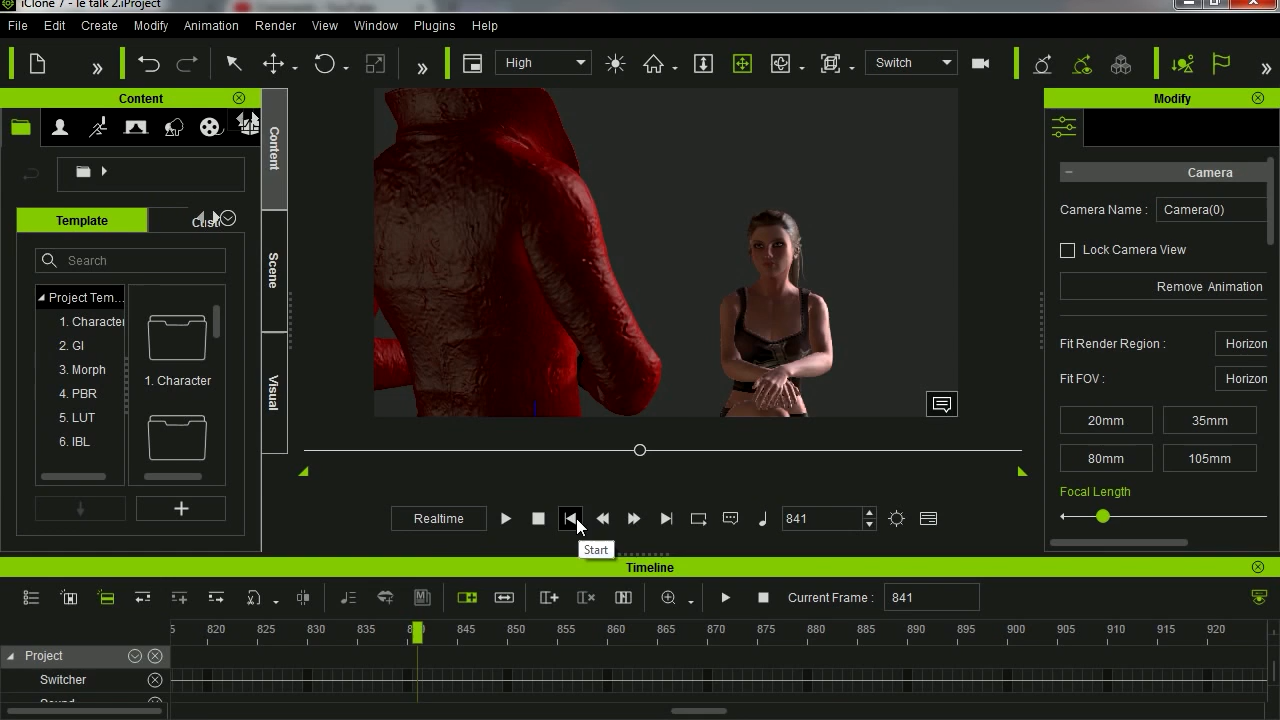 iClone 7 - le talk 2.iProject
File Edit Create Modify Animation Render View Window Plugins Help
High
Switch
Content
Modify
Content
Scene
Visual
Template
Search
Project Tem...
1. Character
2. GI
3. Morph
4. PBR
5. LUT
6. IBL
1. Character
Camera
Camera Name :
Camera(0)
Lock Camera View
Remove Animation
Fit Render Region :
Horizon
Fit FOV :
Horizon
20mm
35mm
80mm
105mm
Focal Length
Realtime
841
Start
Timeline
Current Frame :
841
5 820 825 830 835 845 850 855 860 865 870 875 880 885 890 895 900 905 910 915 920
Project
Switcher